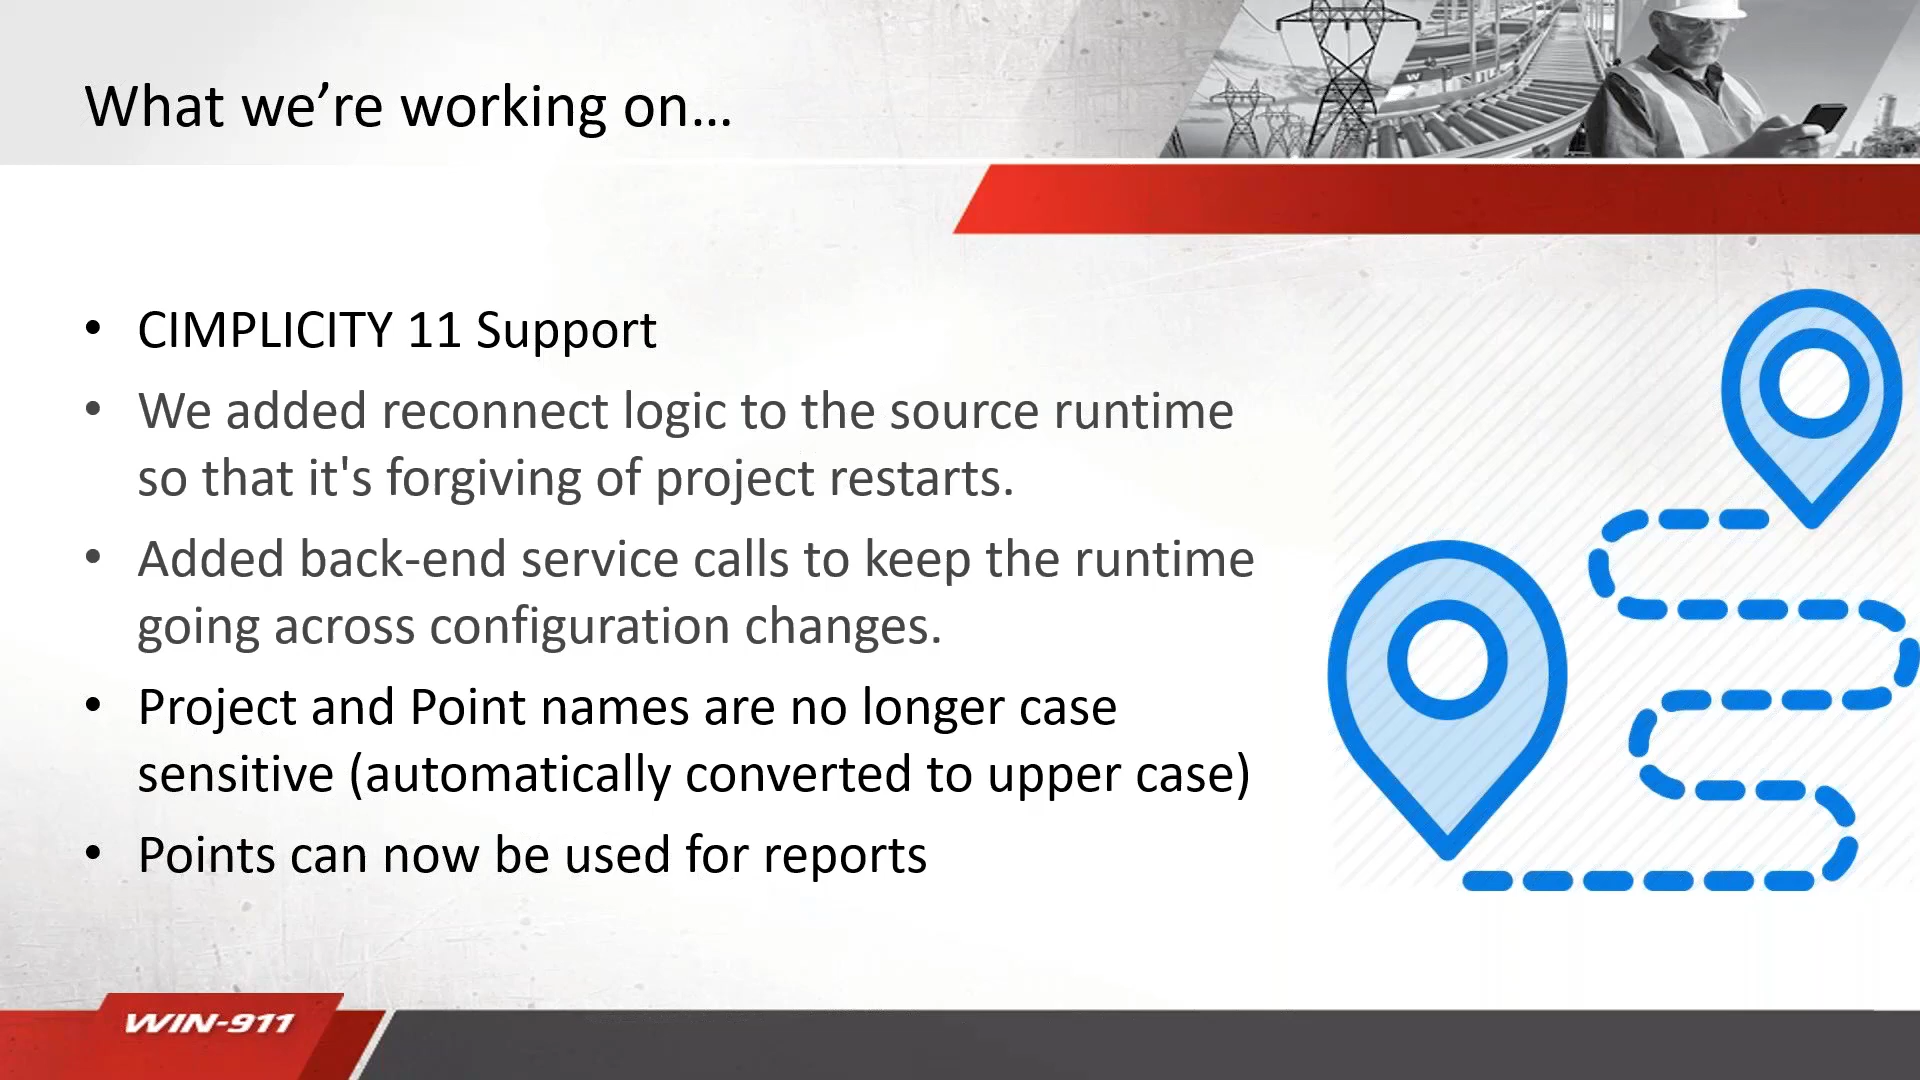 What we’re working on…
• CIMPLICITY 11 Support
• We added reconnect logic to the source runtime
so that it's forgiving of project restarts.
• Added back-end service calls to keep the runtime
going across configuration changes.
• Project and Point names are no longer case
sensitive (automatically converted to upper case)
• Points can now be used for reports
WIN-911